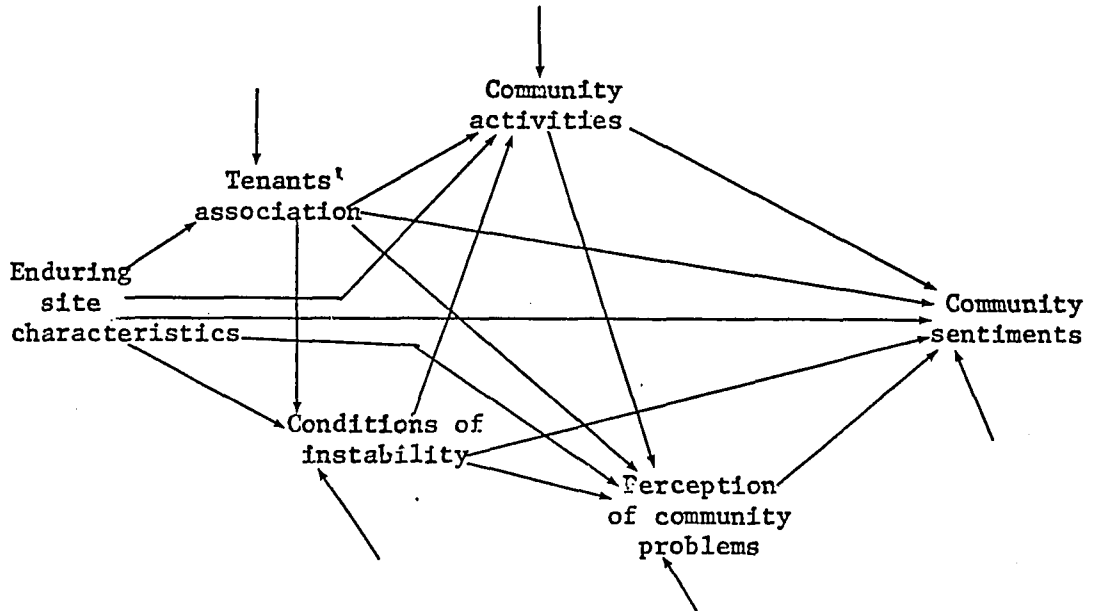 Community
activities
Tenants'
association
Enduring
site
characteristics
Community
sentiments
Conditions of
instability
Perception
of community
problems